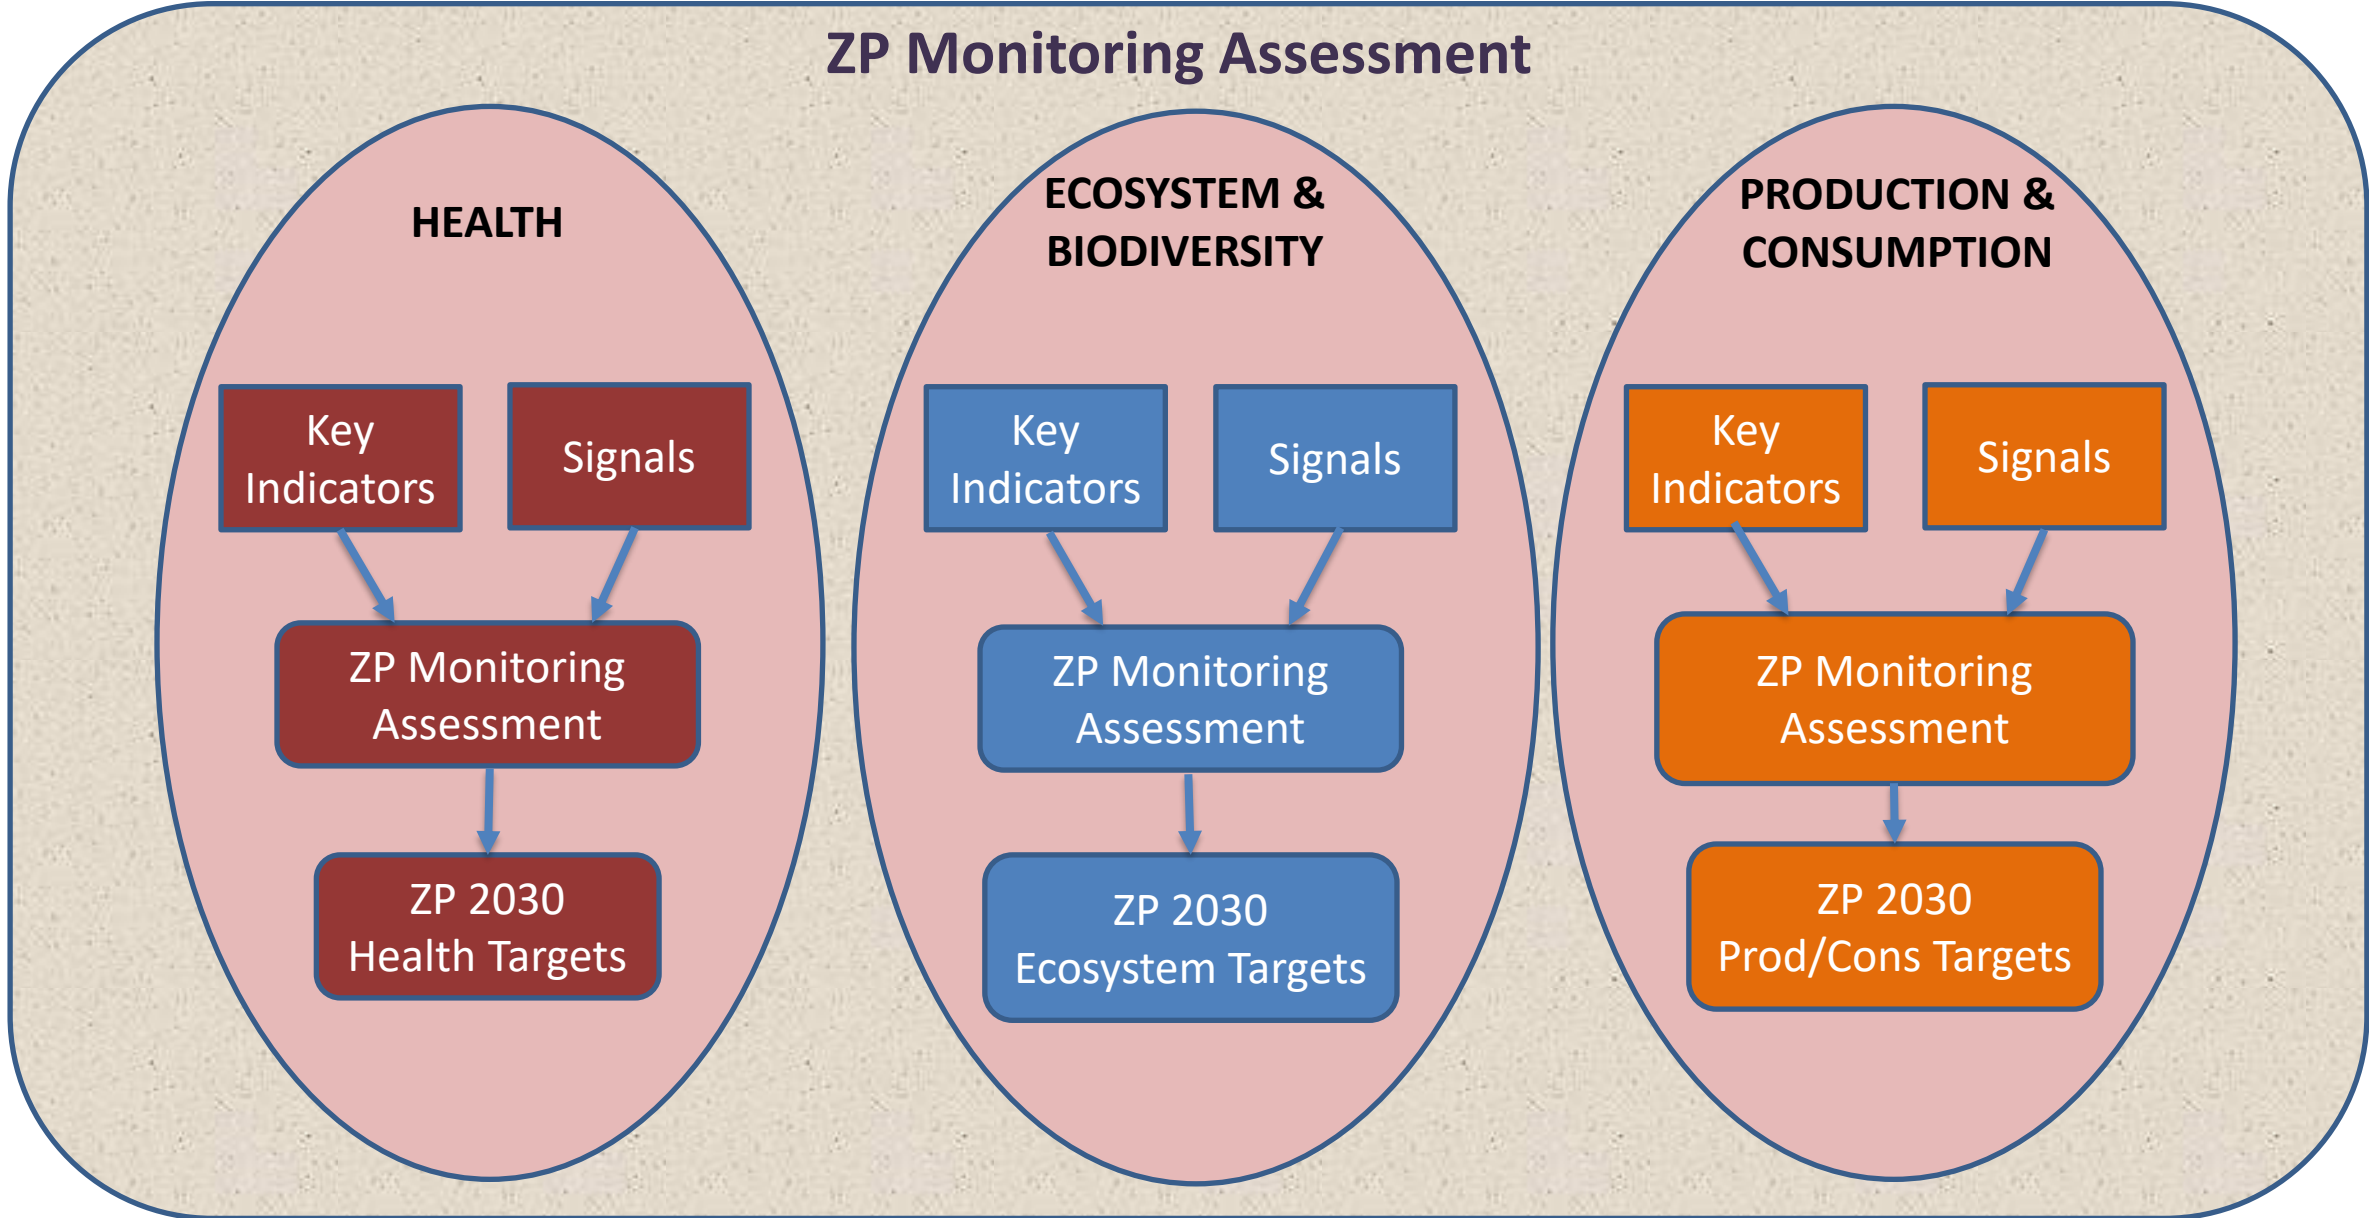 ZP Monitoring Assessment
HEALTH
Key
Indicators
Signals
ZP Monitoring
Assessment
ZP 2030
Health Targets
ECOSYSTEM &
BIODIVERSITY
Key
Indicators
Signals
ZP Monitoring
Assessment
ZP 2030
Ecosystem Targets
PRODUCTION &
CONSUMPTION
Key
Indicators
Signals
ZP Monitoring
Assessment
ZP 2030
Prod/Cons Targets